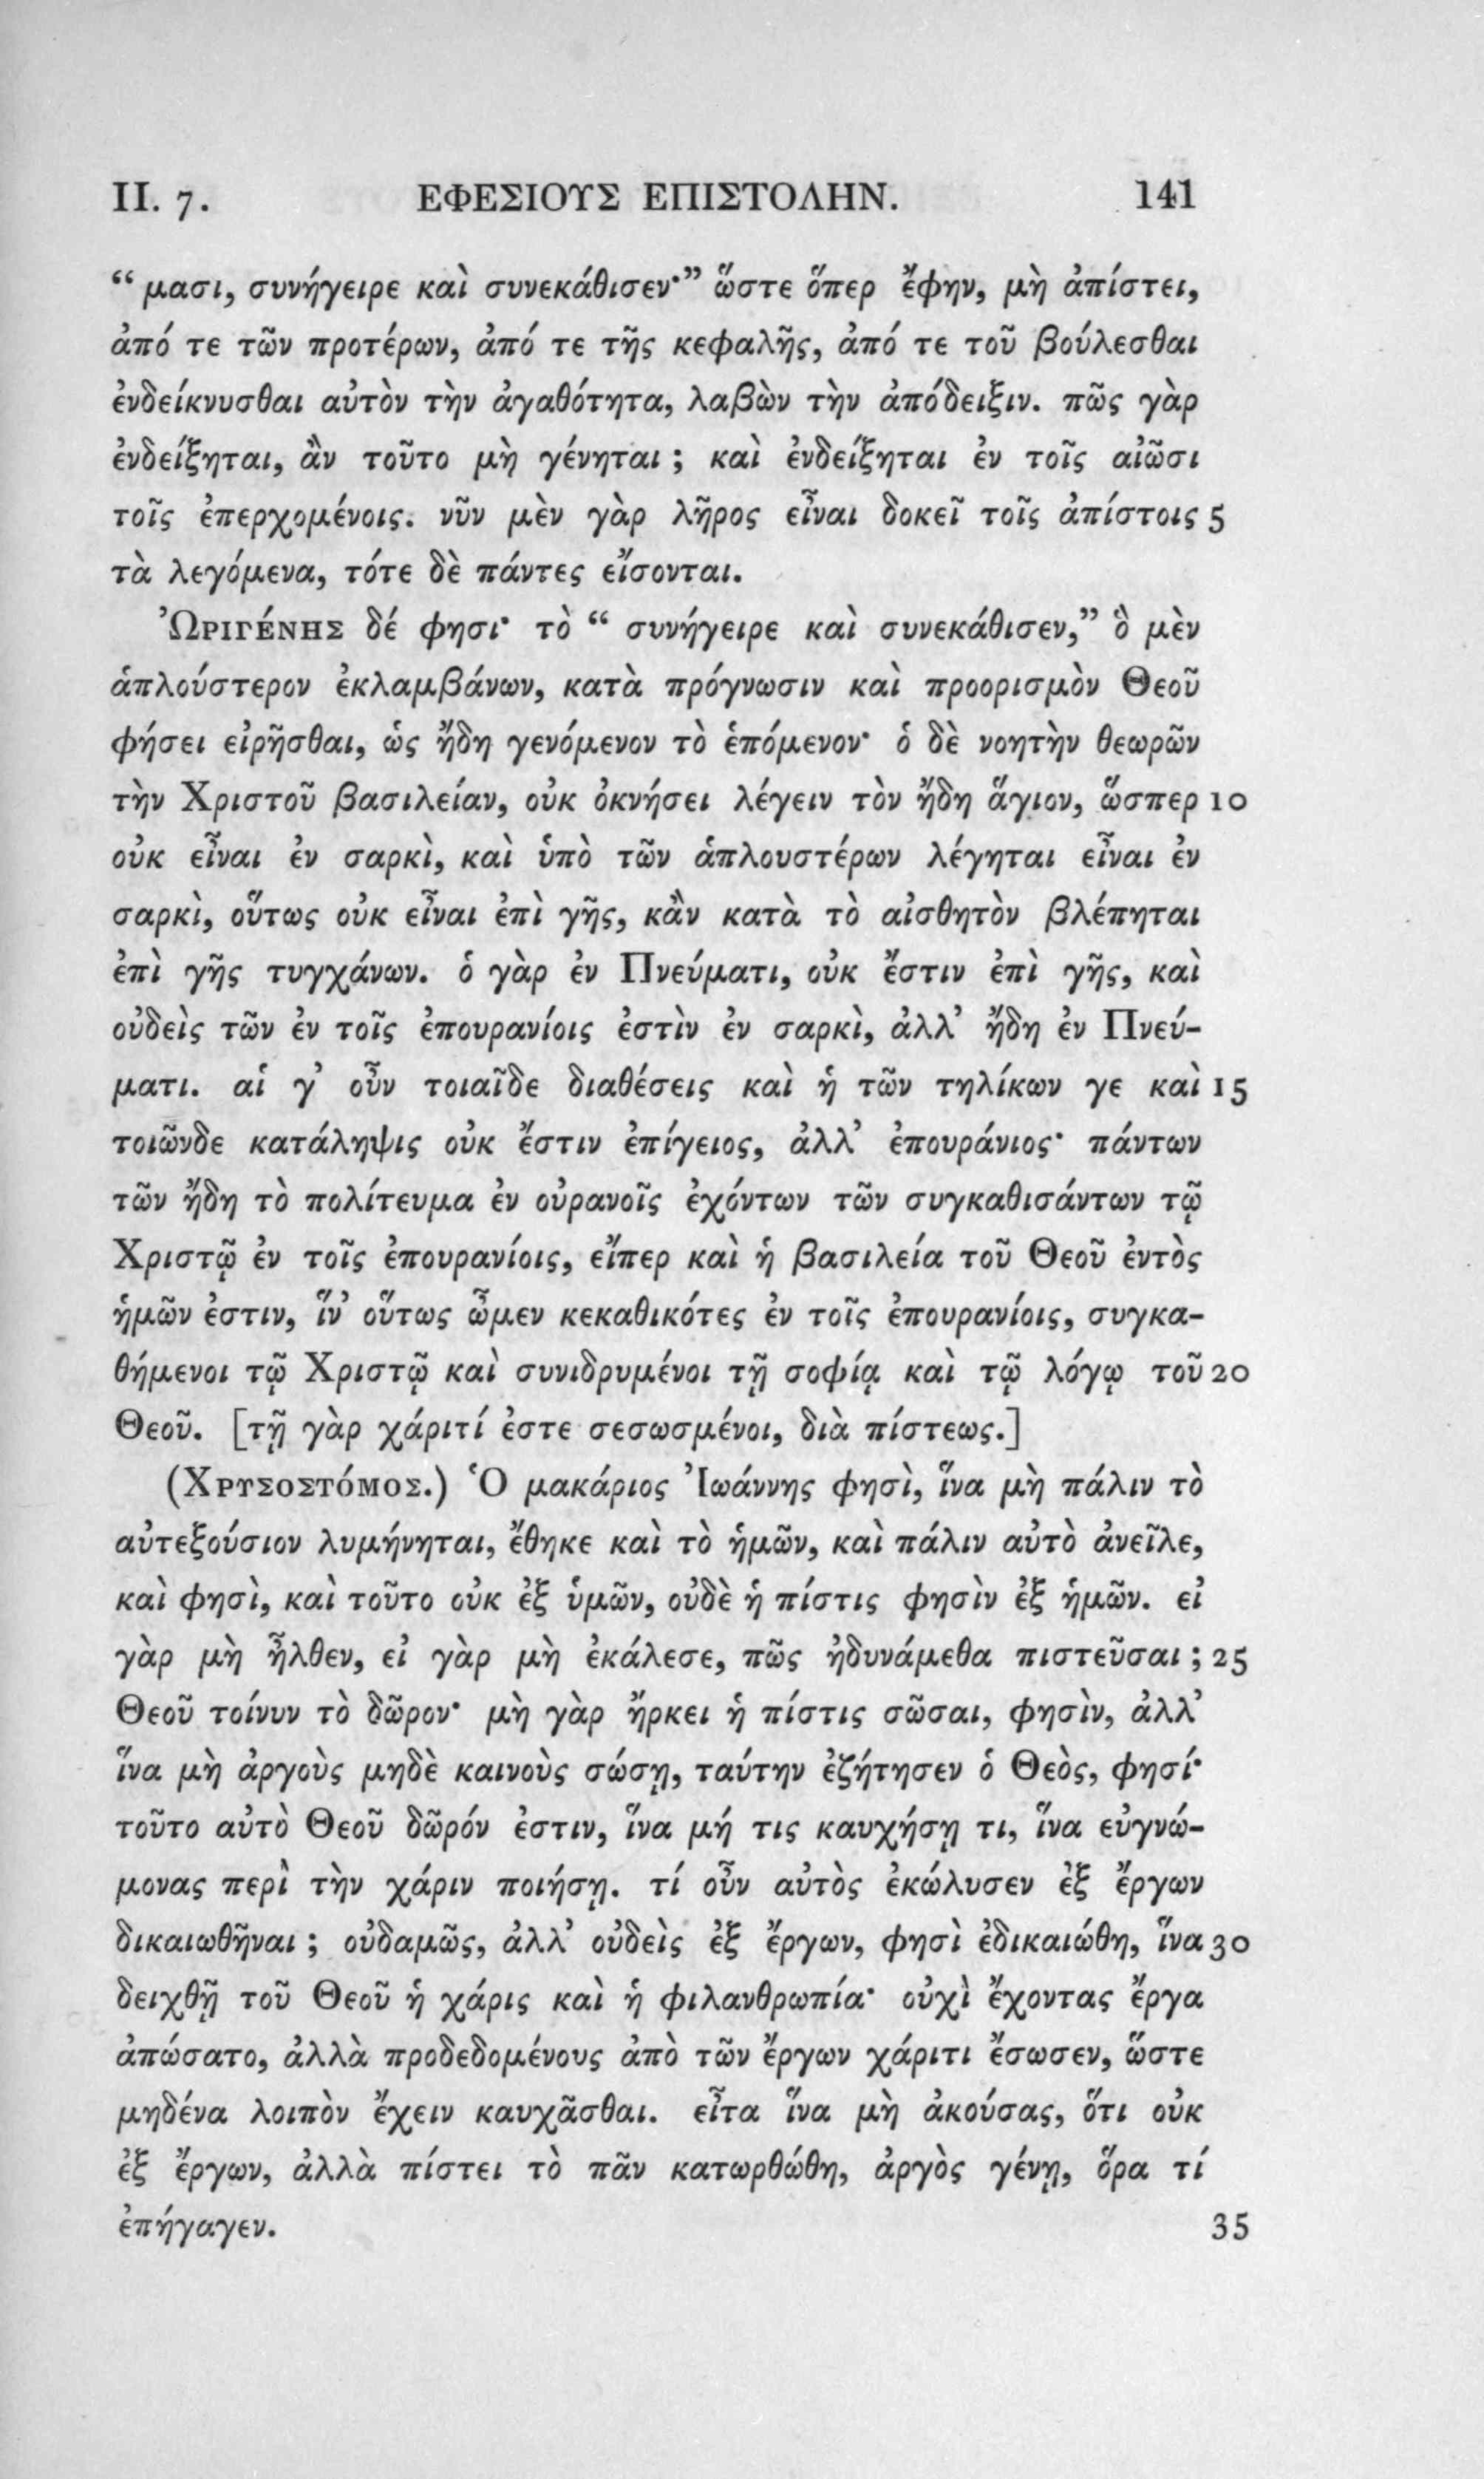 II. 7. ΕΦΕΣΙΟΥΣ ΕΠΙΣΤΟΛΗΝ. 141
“ μασι, συνήγειρε καὶ συνεκάθισεν·” ὥστε ὅπερ ἔφην, μὴ ἀπίστει,
ἀπό τε τῶν προτέρων, ἀπό τε τῆς κεφαλῆς, ἀπό τε τοῦ βούλεσθαι
ἐνδείκνυσθαι αὐτὸν τὴν ἀγαθότητα, λαβὼν τὴν ἀπόδειξιν. πῶς γὰρ
ἐνδείξηται, ἂν τοῦτο μὴ γένηται ; καὶ ἐνδείξηται ἐν τοῖς αἰῶσι
τοῖς ἐπερχομένοις. νῦν μὲν γὰρ λῆρος εἶναι δοκεῖ τοῖς ἀπίστοις 5
τὰ λεγόμενα, τότε δὲ πάντες εἴσονται.
ὨΡΙΓΈΝΗΣ δέ φησι· τὸ “ συνήγειρε καὶ συνεκάθισεν,” ὃ μὲν
ἁπλούστερον ἐκλαμβάνων, κατὰ πρόγνωσιν καὶ προορισμὸν Θεοῦ
φήσει εἰρῆσθαι, ὡς ἤδη γενόμενον τὸ ἑπόμενον· ὁ δὲ νοητὴν θεωρῶν
τὴν Χριστοῦ βασιλείαν, οὐκ ὀκνήσει λέγειν τὸν ἤδη ἅγιον, ὥσπερ 10
οὐκ εἶναι ἐν σαρκὶ, καὶ ὑπὸ τῶν ἁπλουστέρων λέγηται εἶναι ἐν
σαρκὶ, οὕτως οὐκ εἶναι ἐπὶ γῆς, κἂν κατὰ τὸ αἰσθητὸν βλέπηται
ἐπὶ γῆς τυγχάνων. ὁ γὰρ ἐν Πνεύματι, οὐκ ἔστιν ἐπὶ γῆς, καὶ
οὐδεὶς τῶν ἐν τοῖς ἐπουρανίοις ἐστὶν ἐν σαρκὶ, ἀλλ’ ἤδη ἐν Πνεύ-
ματι. αἱ γ’ οὖν τοιαῖδε διαθέσεις καὶ ἡ τῶν τηλίκων γε καὶ 15
τοιῶνδε κατάληψις οὐκ ἔστιν ἐπίγειος, ἀλλ’ ἐπουράνιος· πάντων
τῶν ἤδη τὸ πολίτευμα ἐν οὐρανοῖς ἐχόντων τῶν συγκαθισάντων τῷ
Χριστῷ ἐν τοῖς ἐπουρανίοις, εἴπερ καὶ ἡ βασιλεία τοῦ Θεοῦ ἐντὸς
ἡμῶν ἐστιν, ἵν’ οὕτως ὦμεν κεκαθικότες ἐν τοῖς ἐπουρανίοις, συγκα-
θήμενοι τῷ Χριστῷ καὶ συνιδρυμένοι τῇ σοφίᾳ καὶ τῷ λόγῳ τοῦ 20
Θεοῦ. [τῇ γὰρ χάριτί ἐστε σεσωσμένοι, διὰ πίστεως.]
(ΧΡΥΣΟΣΤΌΜΟΣ.) Ὁ μακάριος Ἰωάννης φησὶ, ἵνα μὴ πάλιν τὸ
αὐτεξούσιον λυμήνηται, ἔθηκε καὶ τὸ ἡμῶν, καὶ πάλιν αὐτὸ ἀνεῖλε,
καὶ φησὶ, καὶ τοῦτο οὐκ ἐξ ὑμῶν, οὐδὲ ἡ πίστις φησὶν ἐξ ἡμῶν. εἰ
γὰρ μὴ ἦλθεν, εἰ γὰρ μὴ ἐκάλεσε, πῶς ἠδυνάμεθα πιστεῦσαι ; 25
Θεοῦ τοίνυν τὸ δῶρον· μὴ γὰρ ἤρκει ἡ πίστις σῶσαι, φησὶν, ἀλλ’
ἵνα μὴ ἀργοὺς μηδὲ καινοὺς σώσῃ, ταύτην ἐζήτησεν ὁ Θεὸς, φησί·
τοῦτο αὐτὸ Θεοῦ δῶρόν ἐστιν, ἵνα μή τις καυχήσῃ τι, ἵνα εὐγνώ-
μονας περὶ τὴν χάριν ποιήσῃ. τί οὖν αὐτὸς ἐκώλυσεν ἐξ ἔργων
δικαιωθῆναι ; οὐδαμῶς, ἀλλ’ οὐδεὶς ἐξ ἔργων, φησὶ ἐδικαιώθη, ἵνα 30
δειχθῇ τοῦ Θεοῦ ἡ χάρις καὶ ἡ φιλανθρωπία· οὐχὶ ἔχοντας ἔργα
ἀπώσατο, ἀλλὰ προδεδομένους ἀπὸ τῶν ἔργων χάριτι ἔσωσεν, ὥστε
μηδένα λοιπὸν ἔχειν καυχᾶσθαι. εἶτα ἵνα μὴ ἀκούσας, ὅτι οὐκ
ἐξ ἔργων, ἀλλὰ πίστει τὸ πᾶν κατωρθώθη, ἀργὸς γένῃ, ὅρα τί
ἐπήγαγεν. 35